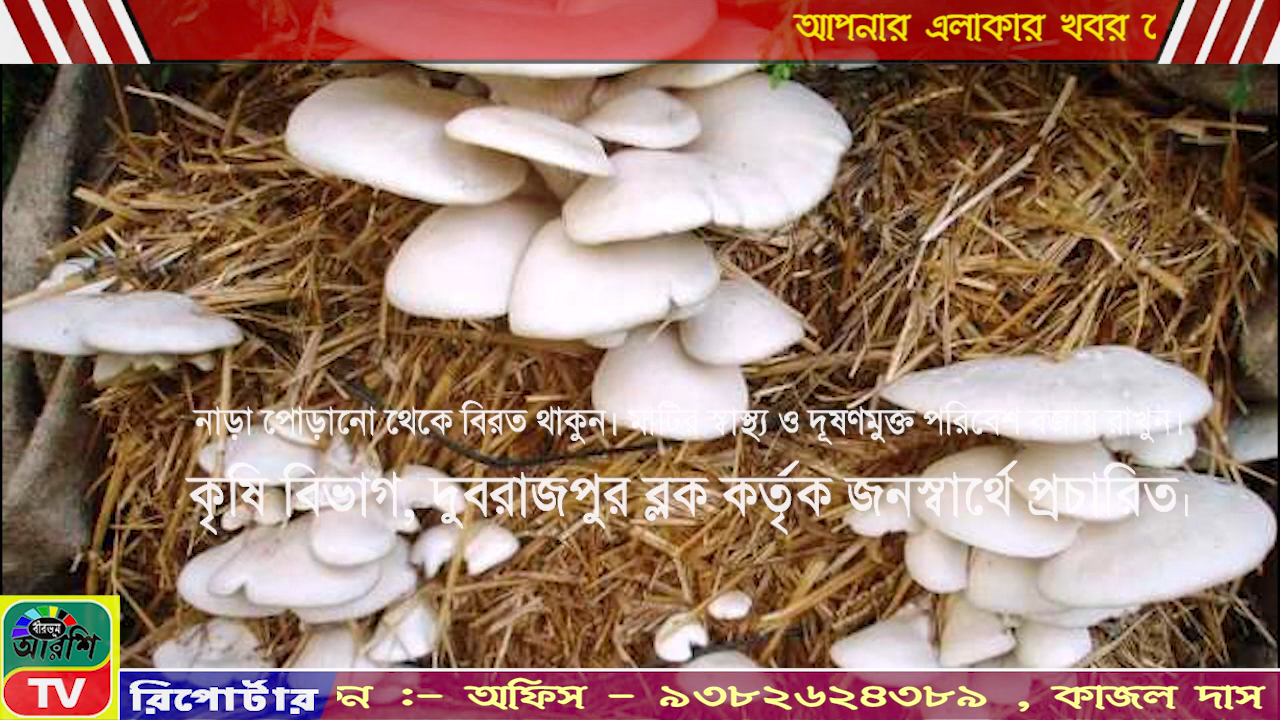 আপনার এলাকার খবর
নাড়া পোড়ানো থেকে বিরত থাকুন। মাটির স্বাস্থ্য ও দূষণমুক্ত পরিবেশ বজায় রাখুন।
কৃষি বিভাগ, দুবরাজপুর ব্লক কর্তৃক জনস্বার্থে প্রচারিত।
বীরভূম
আরশি
TV
রিপোর্টার
ন :- অফিস - ৯৩৮২৬২৪৩৮৯ , কাজল দাস